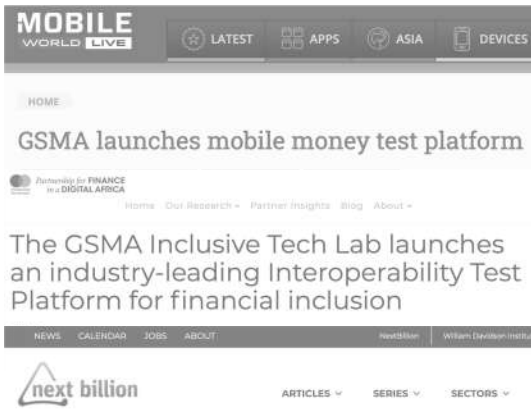 MOBILE
WORLD LIVE
LATEST APPS ASIA DEVICES
HOME
GSMA launches mobile money test platform
Partnership for FINANCE
in a DIGITAL AFRICA
Home Our Research Partner Insights Blog About
The GSMA Inclusive Tech Lab launches
an industry-leading Interoperability Test
Platform for financial inclusion
NEWS CALENDAR JOBS ABOUT NextBillion William Davidson
next billion
ARTICLES SERIES SECTORS